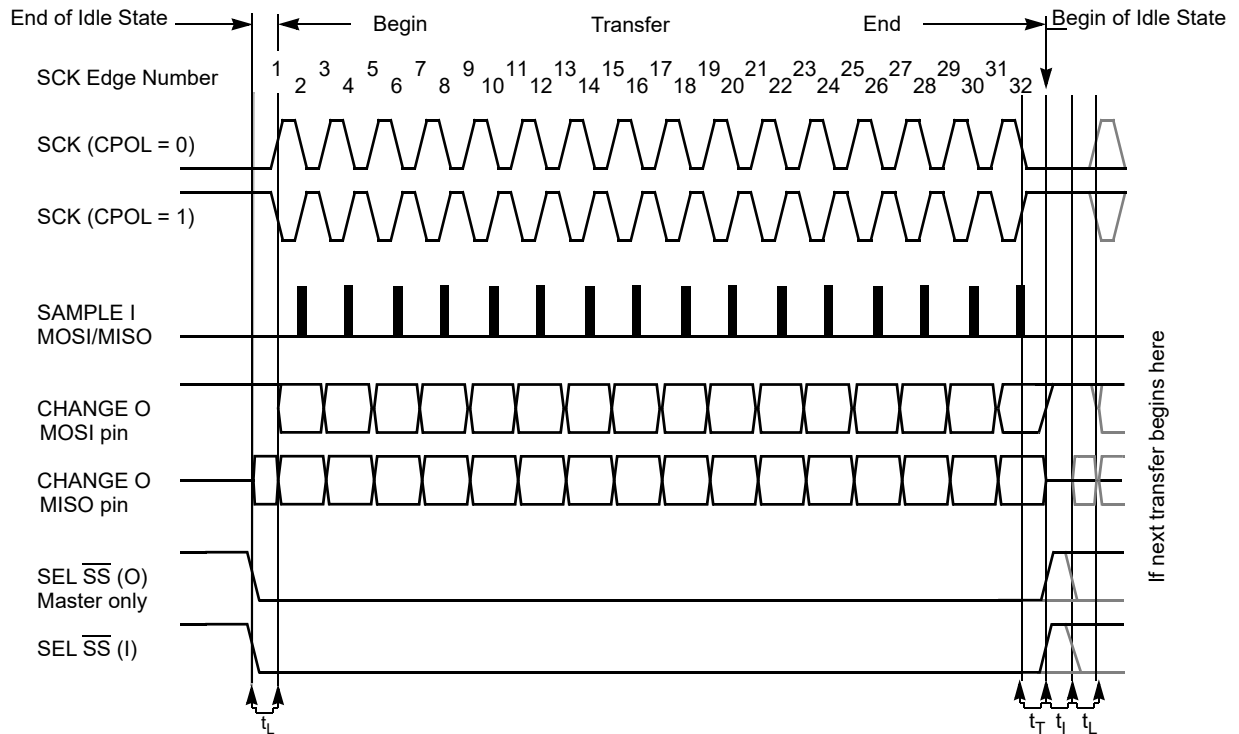 End of Idle State
Begin
Transfer
End
Begin of Idle State
SCK Edge Number
1 3 5 7 9 11 13 15 17 19 21 23 25 27 29 31
2 4 6 8 10 12 14 16 18 20 22 24 26 28 30 32
SCK (CPOL = 0)
SCK (CPOL = 1)
SAMPLE I
MOSI/MISO
CHANGE O
MOSI pin
CHANGE O
MISO pin
SEL SS (O)
Master only
SEL SS (I)
If next transfer begins here
tL
tT tI tL